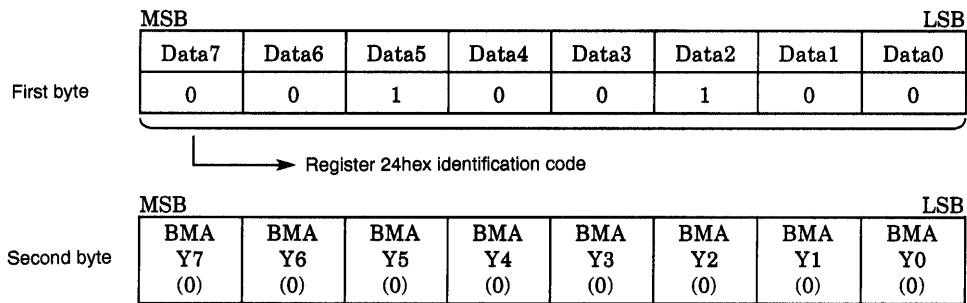 MSB LSB
Data7 Data6 Data5 Data4 Data3 Data2 Data1 Data0
First byte 0 0 1 0 0 1 0 0
Register 24hex identification code
MSB LSB
BMA BMA BMA BMA BMA BMA BMA BMA
Second byte Y7 Y6 Y5 Y4 Y3 Y2 Y1 Y0
(0) (0) (0) (0) (0) (0) (0) (0)